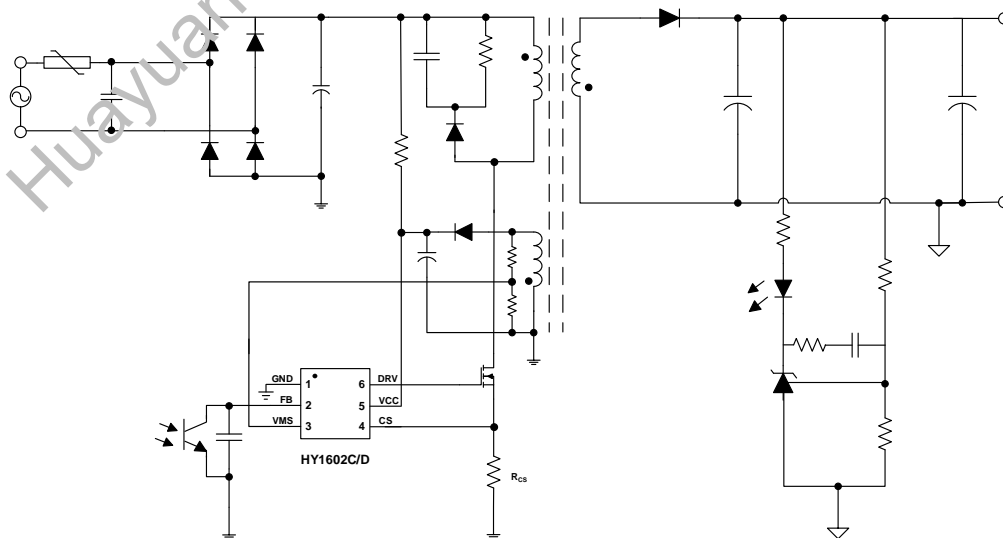 Huayuan
GND
1
6
DRV
FB
2
5
VCC
VMS
3
4
CS
HY1602C/D
RCS